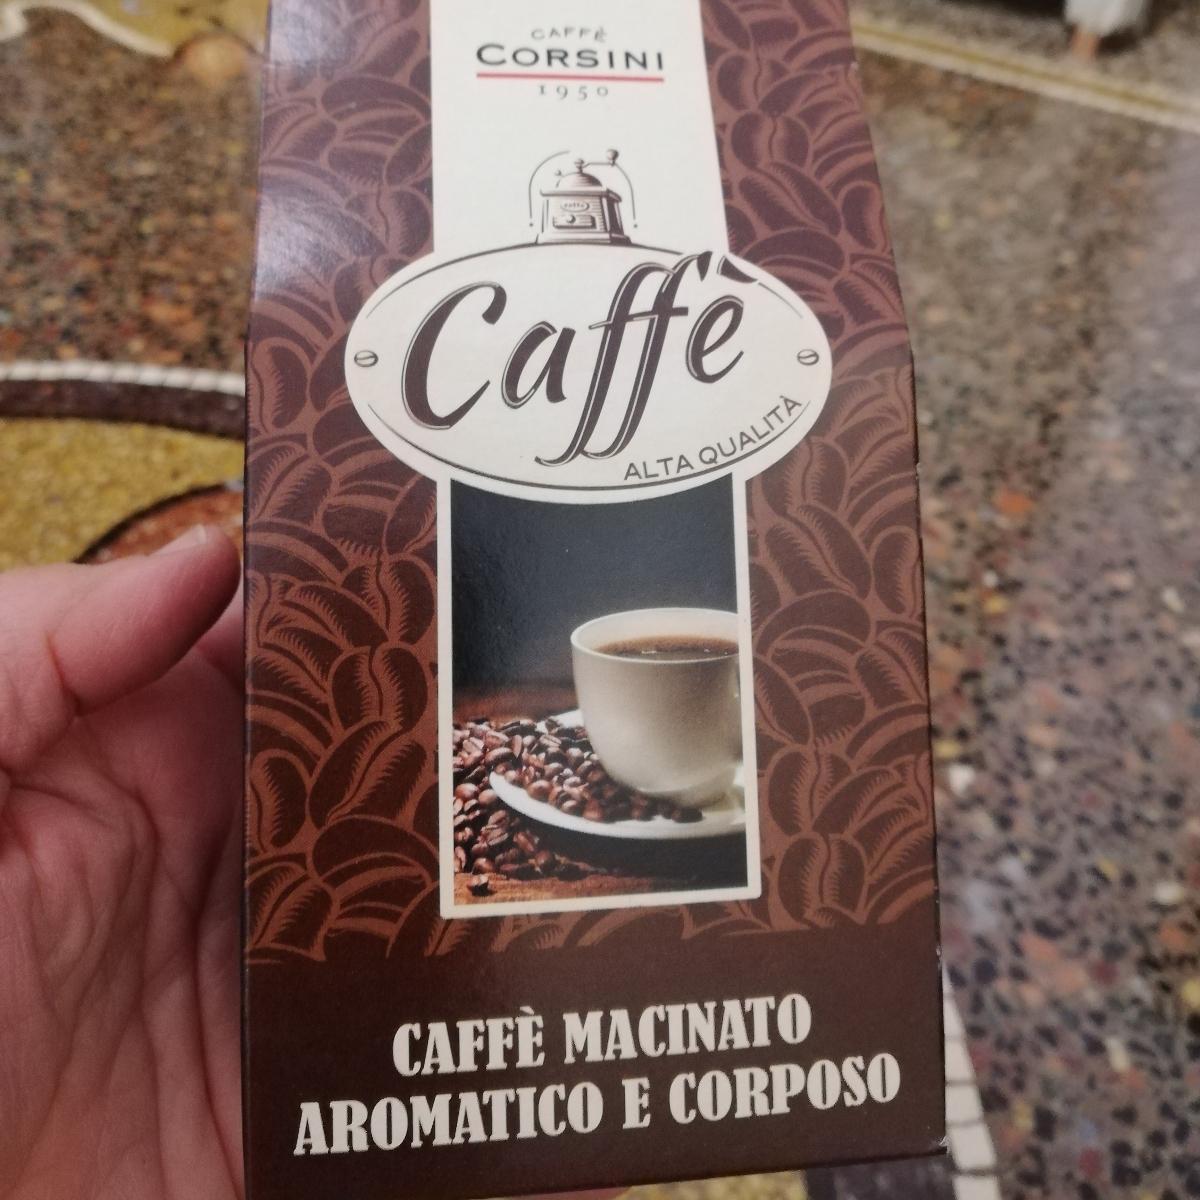 CAFFÈ
CORSINI
1950
Caffè
ALTA QUALITÀ
CAFFÈ MACINATO
AROMATICO E CORPOSO